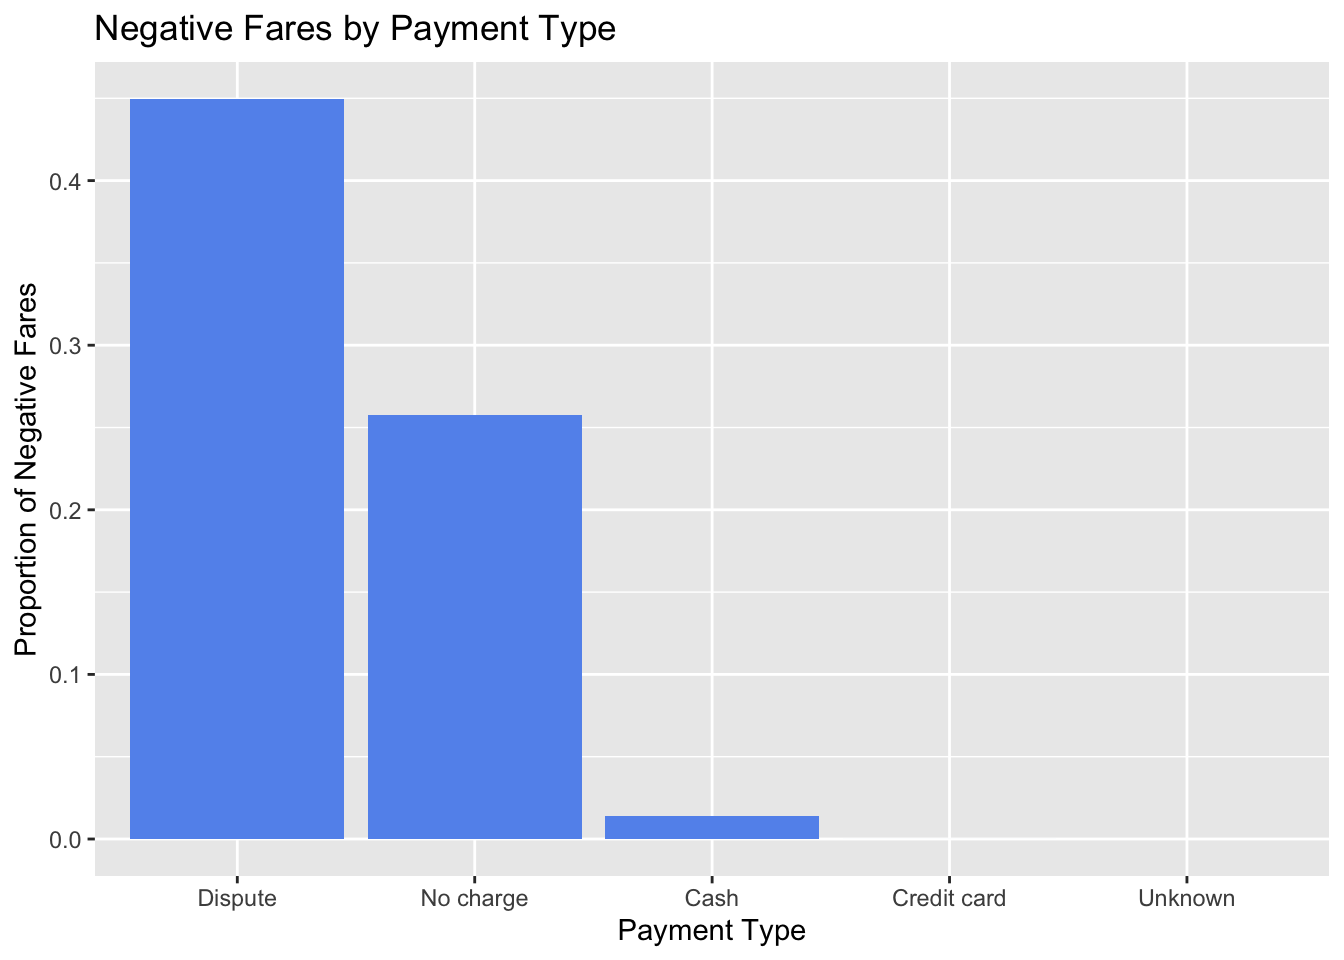 Negative Fares by Payment Type
Proportion of Negative Fares
0.4
0.3
0.2
0.1
0.0
Dispute No charge Cash Credit card Unknown
Payment Type